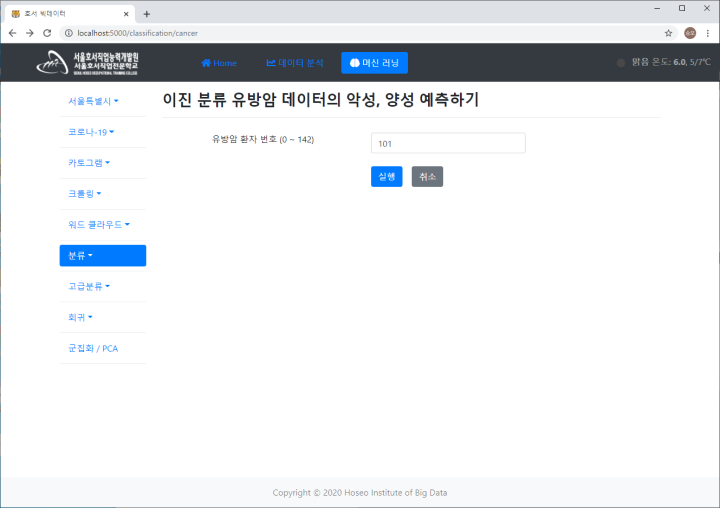 호서 빅데이터
localhost:5000/classification/cancer
서울호서직업능력개발원
서울호서직업전문학교
SEOUL HOSEO OCCUPATIONAL TRAINING COLLEGE
Home
데이터 분석
머신 러닝
맑음 온도: 6.0, 5/7℃
서울특별시
코로나-19
카토그램
크롤링
워드 클라우드
분류
고급분류
회귀
군집화 / PCA
이진 분류 유방암 데이터의 악성, 양성 예측하기
유방암 환자 번호 (0 ~ 142)
101
실행
취소
Copyright © 2020 Hoseo Institute of Big Data